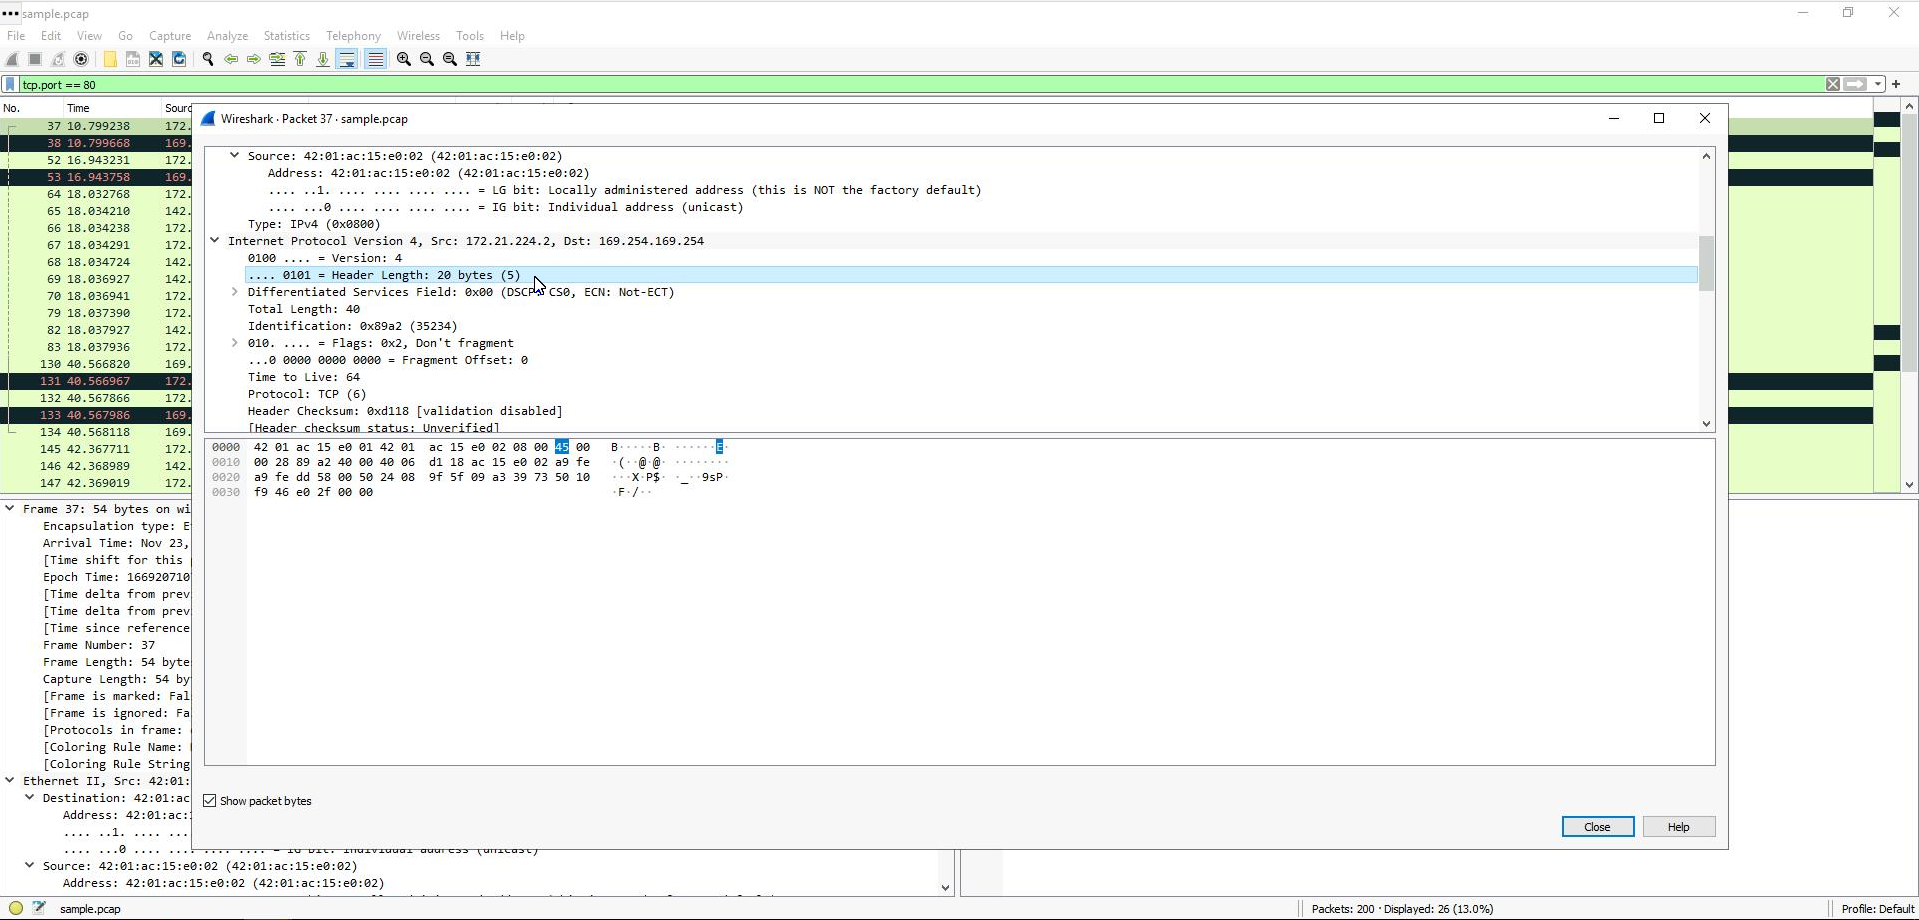 sample.pcap
File Edit View Go Capture Analyze Statistics Telephony Wireless Tools Help
tcp.port == 80
No. Time Sourc
37 10.799238 172.
38 10.799668 169.
52 16.943231 172.
53 16.943758 169.
64 18.032768 172.
65 18.034210 142.
66 18.034238 172.
67 18.034291 172.
68 18.034724 142.
69 18.036927 142.
70 18.036941 172.
79 18.037390 172.
82 18.037927 142.
83 18.037936 172.
130 40.566820 169.
131 40.566967 172.
132 40.567866 172.
133 40.567986 169.
134 40.568118 169.
145 42.367711 172.
146 42.368989 142.
147 42.369019 172.
Wireshark · Packet 37 · sample.pcap
Source: 42:01:ac:15:e0:02 (42:01:ac:15:e0:02)
Address: 42:01:ac:15:e0:02 (42:01:ac:15:e0:02)
.... ..1. .... .... .... .... = LG bit: Locally administered address (this is NOT the factory default)
.... ...0 .... .... .... .... = IG bit: Individual address (unicast)
Type: IPv4 (0x0800)
Internet Protocol Version 4, Src: 172.21.224.2, Dst: 169.254.169.254
0100 .... = Version: 4
.... 0101 = Header Length: 20 bytes (5)
Differentiated Services Field: 0x00 (DSCP: CS0, ECN: Not-ECT)
Total Length: 40
Identification: 0x89a2 (35234)
010. .... = Flags: 0x2, Don't fragment
...0 0000 0000 0000 = Fragment Offset: 0
Time to Live: 64
Protocol: TCP (6)
Header Checksum: 0xd118 [validation disabled]
[Header checksum status: Unverified]
0000 42 01 ac 15 e0 01 42 01 ac 15 e0 02 08 00 45 00 B·····B· ······E·
0010 00 28 89 a2 40 00 40 06 d1 18 ac 15 e0 02 a9 fe ·(··@·@· ········
0020 a9 fe dd 58 00 50 24 08 9f 5f 09 a3 39 73 50 10 ···X·P$· ·_··9sP·
0030 f9 46 e0 2f 00 00 ·F·/··
Show packet bytes
Close Help
Frame 37: 54 bytes on wi
Encapsulation type: E
Arrival Time: Nov 23,
[Time shift for this
Epoch Time: 166920710
[Time delta from prev
[Time delta from prev
[Time since reference
Frame Number: 37
Frame Length: 54 byte
Capture Length: 54 by
[Frame is marked: Fal
[Frame is ignored: Fa
[Protocols in frame:
[Coloring Rule Name:
[Coloring Rule String
Ethernet II, Src: 42:01:
Destination: 42:01:ac
Address: 42:01:ac:1
.... ..1. .... ...
.... ...0 .... .... .... .... = IG bit: Individual address (unicast)
Source: 42:01:ac:15:e0:02 (42:01:ac:15:e0:02)
Address: 42:01:ac:15:e0:02 (42:01:ac:15:e0:02)
sample.pcap
Packets: 200 · Displayed: 26 (13.0%)
Profile: Default